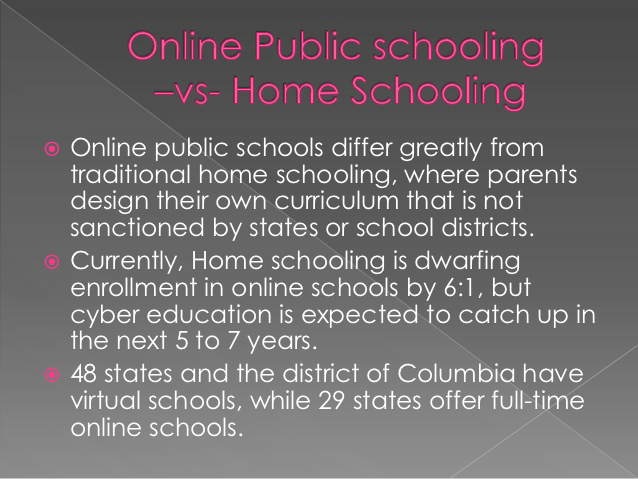 Online Public schooling
–vs- Home Schooling
Online public schools differ greatly from
traditional home schooling, where parents
design their own curriculum that is not
sanctioned by states or school districts.
Currently, Home schooling is dwarfing
enrollment in online schools by 6:1, but
cyber education is expected to catch up in
the next 5 to 7 years.
48 states and the district of Columbia have
virtual schools, while 29 states offer full-time
online schools.